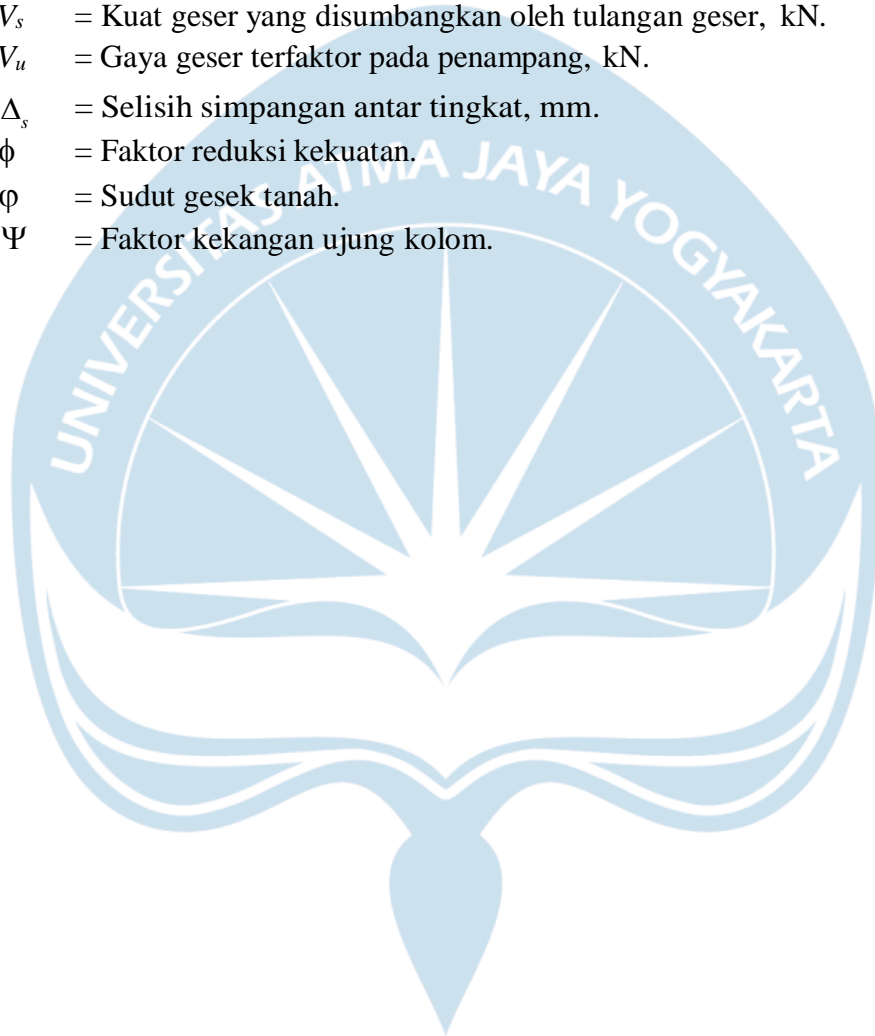 Vₛ = Kuat geser yang disumbangkan oleh tulangan geser, kN.
Vᵤ = Gaya geser terfaktor pada penampang, kN.
Δₛ = Selisih simpangan antar tingkat, mm.
ϕ = Faktor reduksi kekuatan.
φ = Sudut gesek tanah.
Ψ = Faktor kekangan ujung kolom.
UNIVERSITAS ATMA JAYA YOGYAKARTA